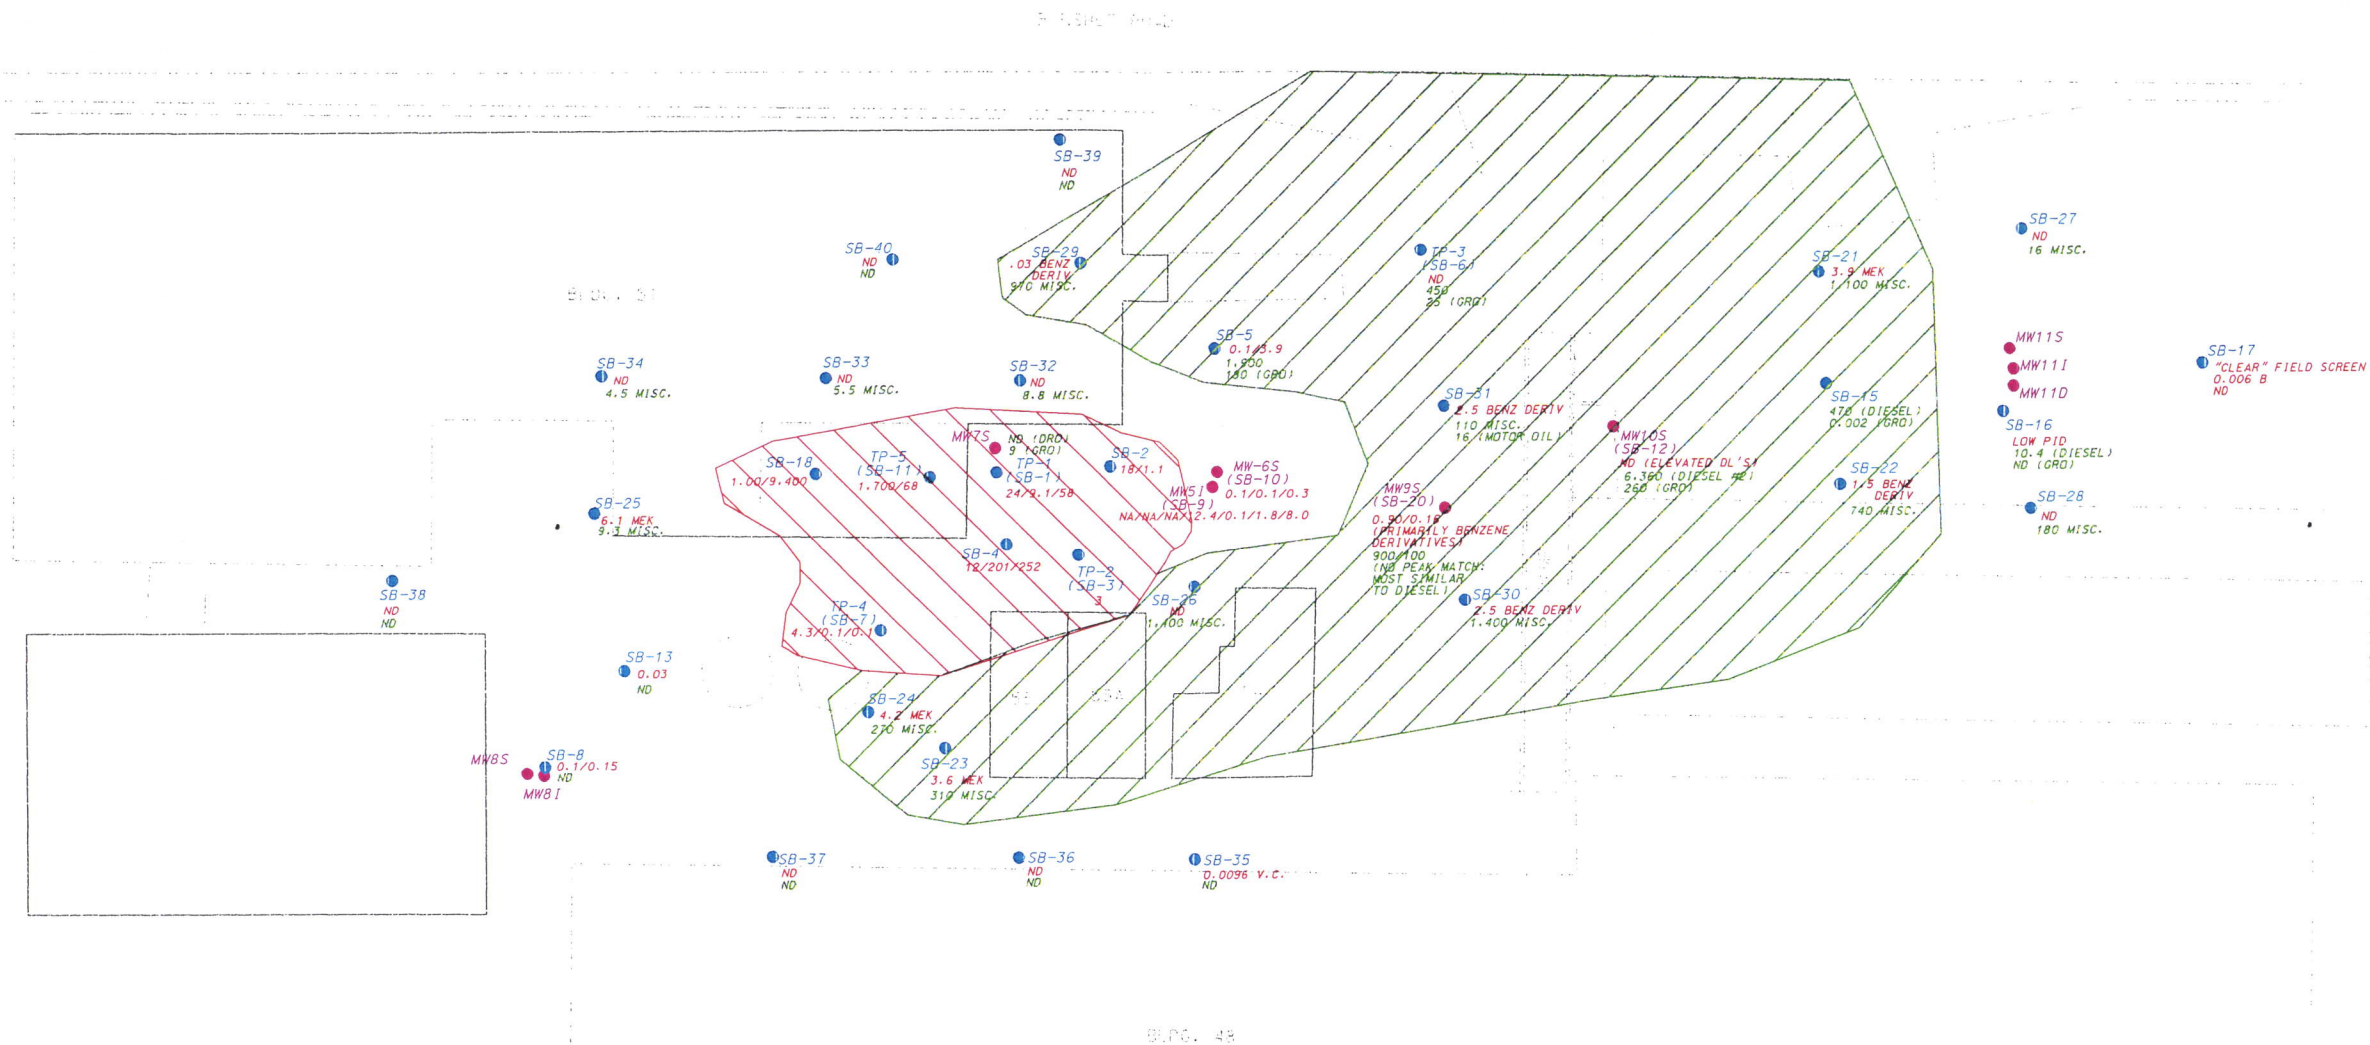 SB-39
ND
ND
SB-40
ND
ND
SB-29
.03 BENZ
DERIV
970 MISC.
TP-3
(SB-6)
ND
450
25 (GRO)
SB-21
3.9 MEK
1,100 MISC.
SB-27
ND
16 MISC.
SB-34
ND
4.5 MISC.
SB-33
ND
5.5 MISC.
SB-32
ND
8.8 MISC.
SB-5
0.1/3.9
1,900
190 (GRO)
SB-31
2.5 BENZ DERIV
110 MISC.
16 (MOTOR OIL)
SB-15
470 (DIESEL)
0.002 (GRO)
MW11S
MW11I
MW11D
SB-16
LOW PID
10.4 (DIESEL)
ND (GRO)
SB-17
"CLEAR" FIELD SCREEN
0.006 B
ND
SB-18
1.00/9.400
TP-5
(SB-11)
1.700/68
MW7S
ND (DRO)
9 (GRO)
TP-1
(SB-1)
24/9.1/58
SB-2
18/1.1
MW-6S
(SB-10)
0.1/0.1/0.3
MW5I
(SB-9)
NA/NA/NA/2.4/0.1/1.8/8.0
MW10S
(SB-12)
ND (ELEVATED DL'S)
6.360 (DIESEL #2)
260 (GRO)
MW9S
(SB-20)
0.90/0.16
(PRIMARILY BENZENE
DERIVATIVES)
900/100
(NO PEAK MATCH:
MOST SIMILAR
TO DIESEL)
SB-22
1.5 BENZ
DERIV
740 MISC.
SB-28
ND
180 MISC.
SB-25
6.1 MEK
9.3 MISC.
SB-4
12/201/252
TP-2
(SB-3)
3
SB-38
ND
ND
TP-4
(SB-7)
4.3/0.1/0.1
SB-26
ND
1,400 MISC.
SB-30
2.5 BENZ DERIV
1,400 MISC.
SB-13
0.03
ND
SB-24
4.2 MEK
270 MISC.
SB-23
3.6 MEK
310 MISC.
MW8S
SB-8
0.1/0.15
ND
MW8I
SB-37
ND
ND
SB-36
ND
ND
SB-35
0.0096 V.C.
ND
BLDG. 48